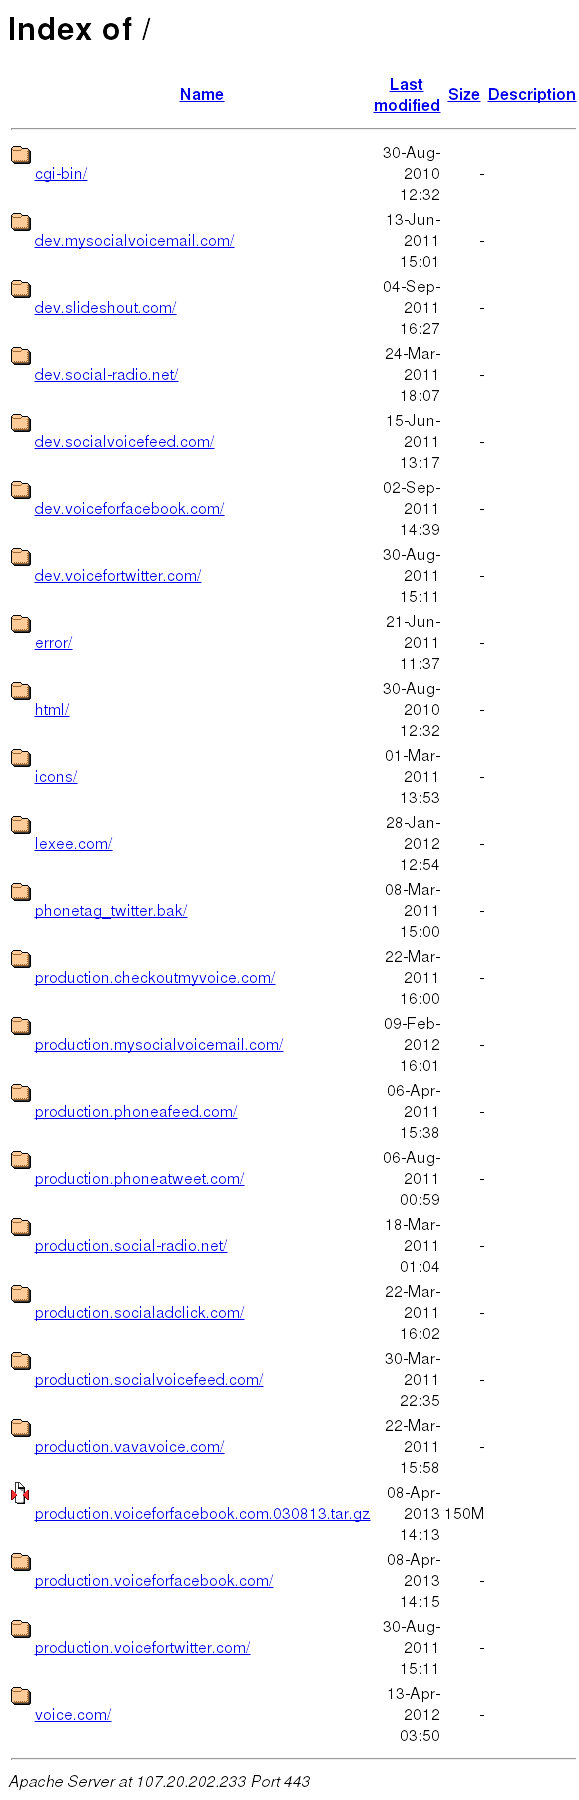 Index of /
Name Last modified Size Description
cgi-bin/ 30-Aug-2010 12:32 -
dev.mysocialvoicemail.com/ 13-Jun-2011 15:01 -
dev.slideshout.com/ 04-Sep-2011 16:27 -
dev.social-radio.net/ 24-Mar-2011 18:07 -
dev.socialvoicefeed.com/ 15-Jun-2011 13:17 -
dev.voiceforfacebook.com/ 02-Sep-2011 14:39 -
dev.voicefortwitter.com/ 30-Aug-2011 15:11 -
error/ 21-Jun-2011 11:37 -
html/ 30-Aug-2010 12:32 -
icons/ 01-Mar-2011 13:53 -
lexee.com/ 28-Jan-2012 12:54 -
phonetag_twitter.bak/ 08-Mar-2011 15:00 -
production.checkoutmyvoice.com/ 22-Mar-2011 16:00 -
production.mysocialvoicemail.com/ 09-Feb-2012 16:01 -
production.phoneafeed.com/ 06-Apr-2011 15:38 -
production.phoneatweet.com/ 06-Aug-2011 00:59 -
production.social-radio.net/ 18-Mar-2011 01:04 -
production.socialadclick.com/ 22-Mar-2011 16:02 -
production.socialvoicefeed.com/ 30-Mar-2011 22:35 -
production.vavavoice.com/ 22-Mar-2011 15:58 -
production.voiceforfacebook.com.030813.tar.gz 08-Apr-2013 14:13 150M
production.voiceforfacebook.com/ 08-Apr-2013 14:15 -
production.voicefortwitter.com/ 30-Aug-2011 15:11 -
voice.com/ 13-Apr-2012 03:50 -
Apache Server at 107.20.202.233 Port 443